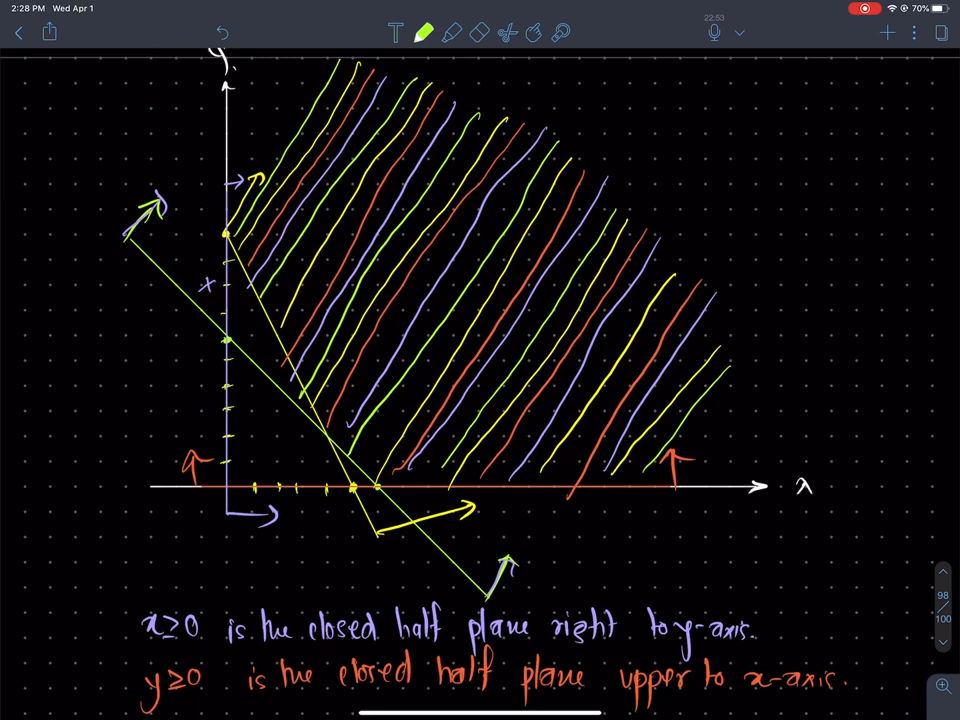 2:28 PM Wed Apr 1
70%
22:53
T
y
x
x
98
100
x≥0 is the closed half plane right to y-axis.
y≥0 is the closed half plane upper to x-axis.